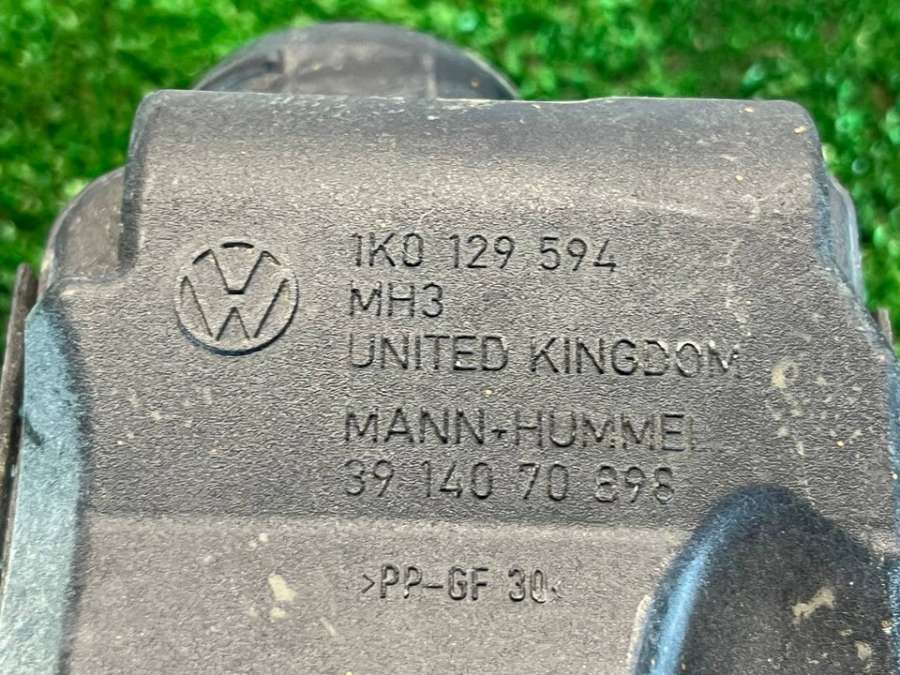 1K0 129 594
MH3
UNITED KINGDOM
MANN+HUMMEL
39 140 70 898
>PP-GF 30<